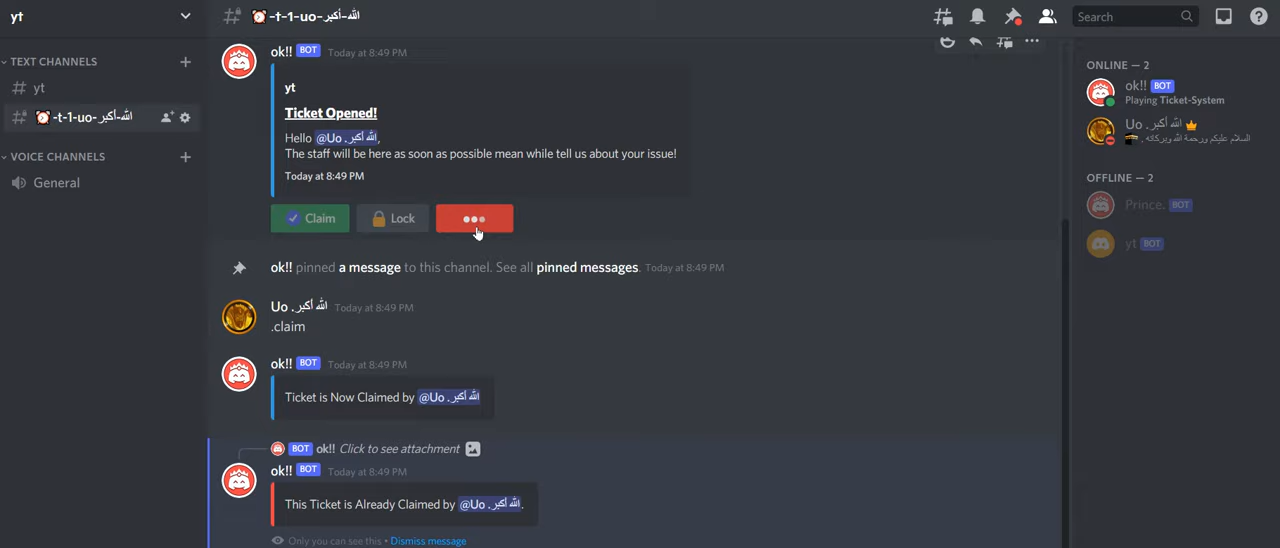 yt
⏰-t-1-uo-الله-أكبر
Search
TEXT CHANNELS
yt
⏰-t-1-uo-الله-أكبر
VOICE CHANNELS
General
ok!! BOT Today at 8:49 PM
yt
Ticket Opened!
Hello @Uo . الله أكبر,
The staff will be here as soon as possible mean while tell us about your issue!
Today at 8:49 PM
Claim
Lock
ok!! pinned a message to this channel. See all pinned messages. Today at 8:49 PM
Uo . الله أكبر Today at 8:49 PM
.claim
ok!! BOT Today at 8:49 PM
Ticket is Now Claimed by @Uo . الله أكبر
BOT ok!! Click to see attachment
ok!! BOT Today at 8:49 PM
This Ticket is Already Claimed by @Uo . الله أكبر.
Only you can see this • Dismiss message
ONLINE — 2
ok!! BOT
Playing Ticket-System
Uo . الله أكبر
السلام عليكم ورحمة الله وبركاته .
OFFLINE — 2
Prince. BOT
yt BOT